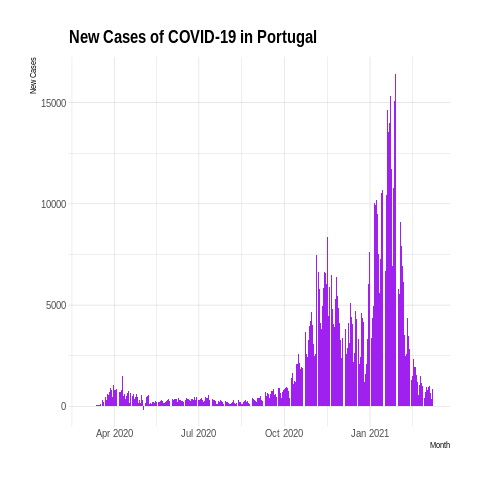 New Cases of COVID-19 in Portugal
New Cases
15000
10000
5000
0
Apr 2020 Jul 2020 Oct 2020 Jan 2021
Month